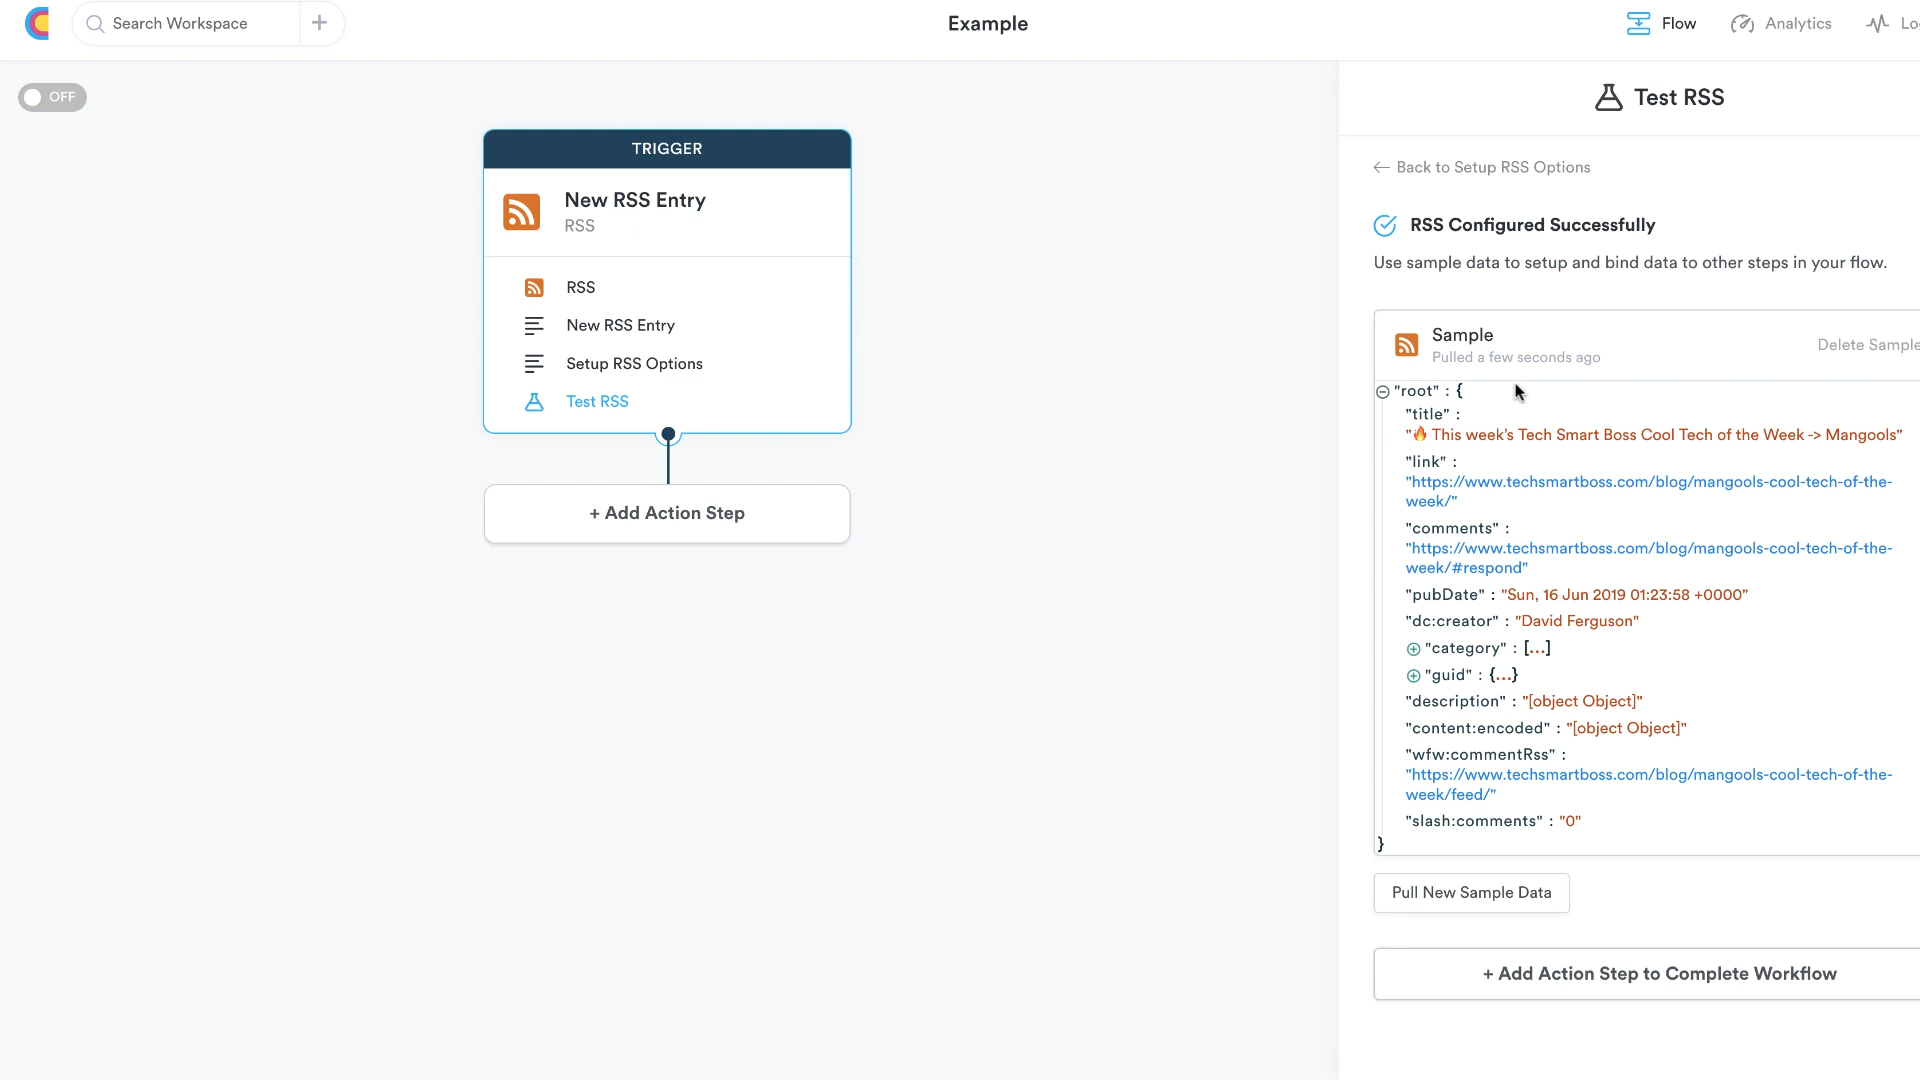 Search Workspace
+
Example
Flow
Analytics
OFF
Test RSS
TRIGGER
New RSS Entry
RSS
RSS
New RSS Entry
Setup RSS Options
Test RSS
+ Add Action Step
← Back to Setup RSS Options
RSS Configured Successfully
Use sample data to setup and bind data to other steps in your flow.
Sample
Pulled a few seconds ago
Delete Sample
"root" : {
"title" :
"🔥 This week’s Tech Smart Boss Cool Tech of the Week -> Mangools"
"link" :
"https://www.techsmartboss.com/blog/mangools-cool-tech-of-the-
week/"
"comments" :
"https://www.techsmartboss.com/blog/mangools-cool-tech-of-the-
week/#respond"
"pubDate" : "Sun, 16 Jun 2019 01:23:58 +0000"
"dc:creator" : "David Ferguson"
"category" : [...]
"guid" : {...}
"description" : "[object Object]"
"content:encoded" : "[object Object]"
"wfw:commentRss" :
"https://www.techsmartboss.com/blog/mangools-cool-tech-of-the-
week/feed/"
"slash:comments" : "0"
}
Pull New Sample Data
+ Add Action Step to Complete Workflow